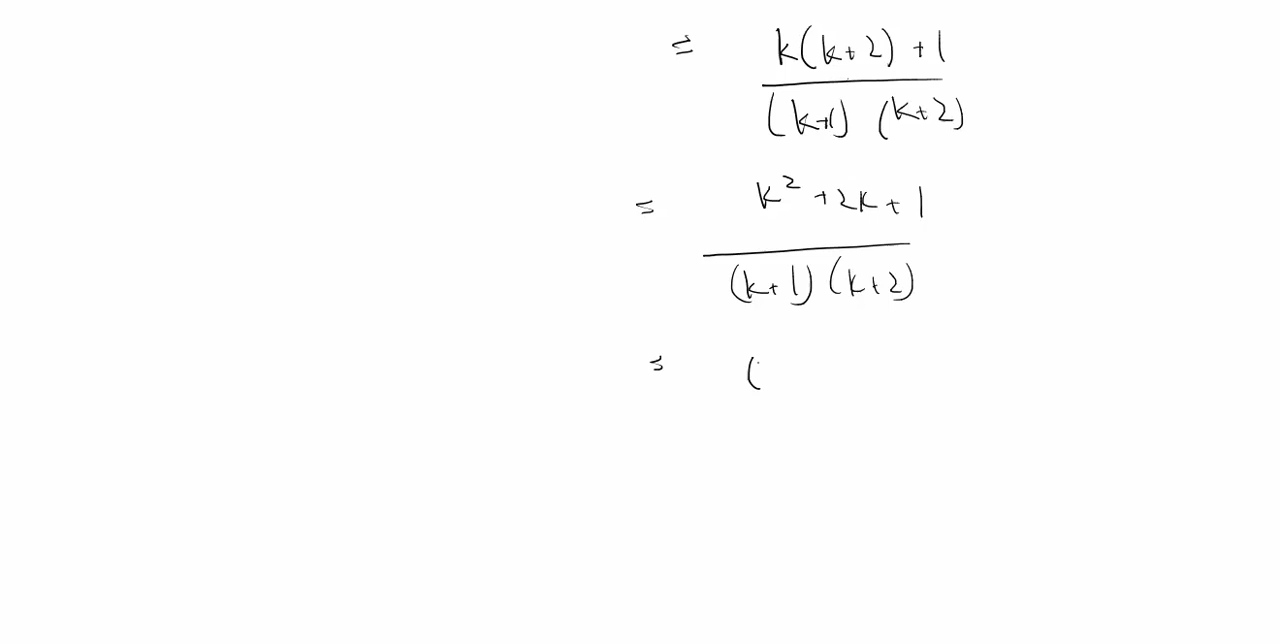 = k(k+2)+1
(k+1) (k+2)
= k² +2k+1
(k+1)(k+2)
= (